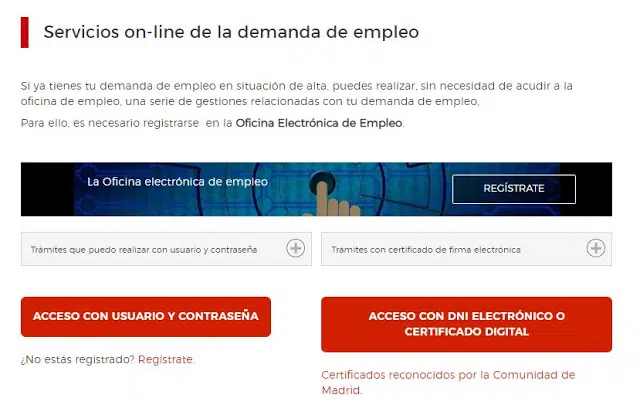 Servicios on-line de la demanda de empleo
Si ya tienes tu demanda de empleo en situación de alta, puedes realizar, sin necesidad de acudir a la
oficina de empleo, una serie de gestiones relacionadas con tu demanda de empleo.
Para ello, es necesario registrarse en la Oficina Electrónica de Empleo.
La Oficina electrónica de empleo
REGÍSTRATE
Trámites que puedo realizar con usuario y contraseña
Trámites con certificado de firma electrónica
ACCESO CON USUARIO Y CONTRASEÑA
¿No estás registrado? Regístrate.
ACCESO CON DNI ELECTRÓNICO O
CERTIFICADO DIGITAL
Certificados reconocidos por la Comunidad de
Madrid.